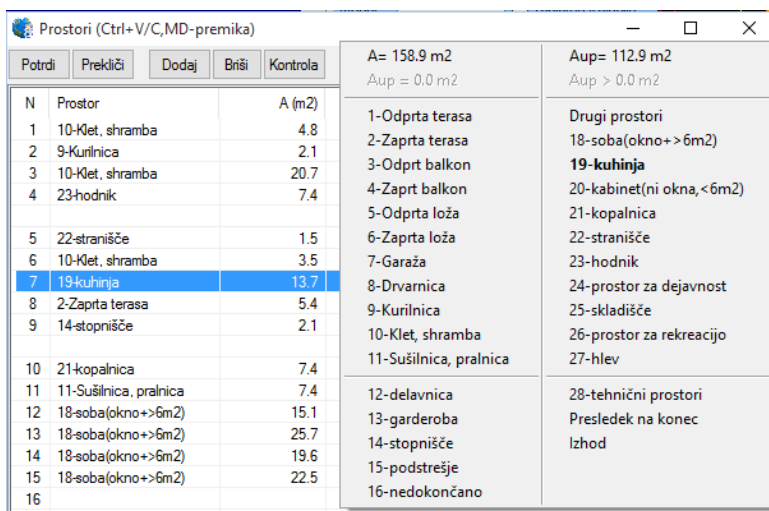 Prostori (Ctrl+V/C,MD-premika)
Potrdi Prekliči Dodaj Briši Kontrola
N Prostor A (m2)
1 10-Klet, shramba 4.8
2 9-Kurilnica 2.1
3 10-Klet, shramba 20.7
4 23-hodnik 7.4
5 22-stranišče 1.5
6 10-Klet, shramba 3.5
7 19-kuhinja 13.7
8 2-Zaprta terasa 5.4
9 14-stopnišče 2.1
10 21-kopalnica 7.4
11 11-Sušilnica, pralnica 7.4
12 18-soba(okno+>6m2) 15.1
13 18-soba(okno+>6m2) 25.7
14 18-soba(okno+>6m2) 19.6
15 18-soba(okno+>6m2) 22.5
16
A= 158.9 m2
Aup = 0.0 m2
1-Odprta terasa
2-Zaprta terasa
3-Odprt balkon
4-Zaprt balkon
5-Odprta loža
6-Zaprta loža
7-Garaža
8-Drvarnica
9-Kurilnica
10-Klet, shramba
11-Sušilnica, pralnica
12-delavnica
13-garderoba
14-stopnišče
15-podstrešje
16-nedokončano
Aup= 112.9 m2
Aup > 0.0 m2
Drugi prostori
18-soba(okno+>6m2)
19-kuhinja
20-kabinet(ni okna,<6m2)
21-kopalnica
22-stranišče
23-hodnik
24-prostor za dejavnost
25-skladišče
26-prostor za rekreacijo
27-hlev
28-tehnični prostori
Presledek na konec
Izhod